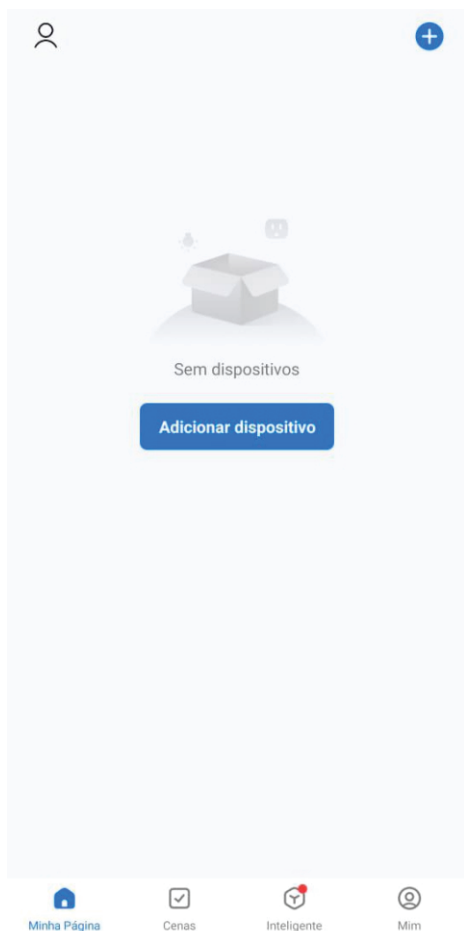 Sem dispositivos
Adicionar dispositivo
Minha Página
Cenas
Inteligente
Mim